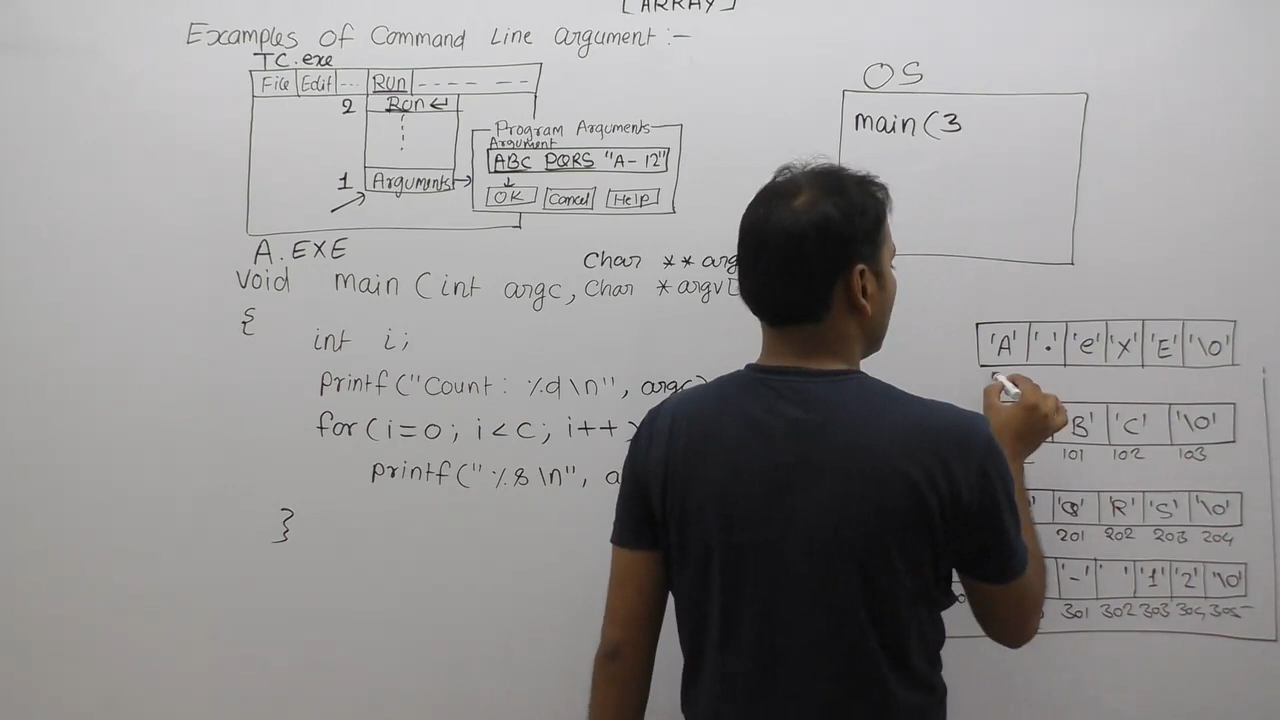 [ARRAY]
Examples of Command Line argument :-
TC.exe
File Edit ... RUN ---- -- --
2 Run ↵
1 Arguments
Program Arguments
Argument
ABC PQRS "A- 12"
OK Cancel Help
A.EXE
Char **
void main (int argc, char *argv[
{
int i;
printf("Count: %d\n", argc)
for(i=0; i<c; i++)
printf("%s\n",
}
OS
main(3
'A' '.' 'e' 'x' 'E' '\0'
'B' 'C' '\0'
101 102 103
'Q' 'R' 'S' '\0'
201 202 203 204
'-' ' ' '1' '2' '\0'
301 302 303 304 305